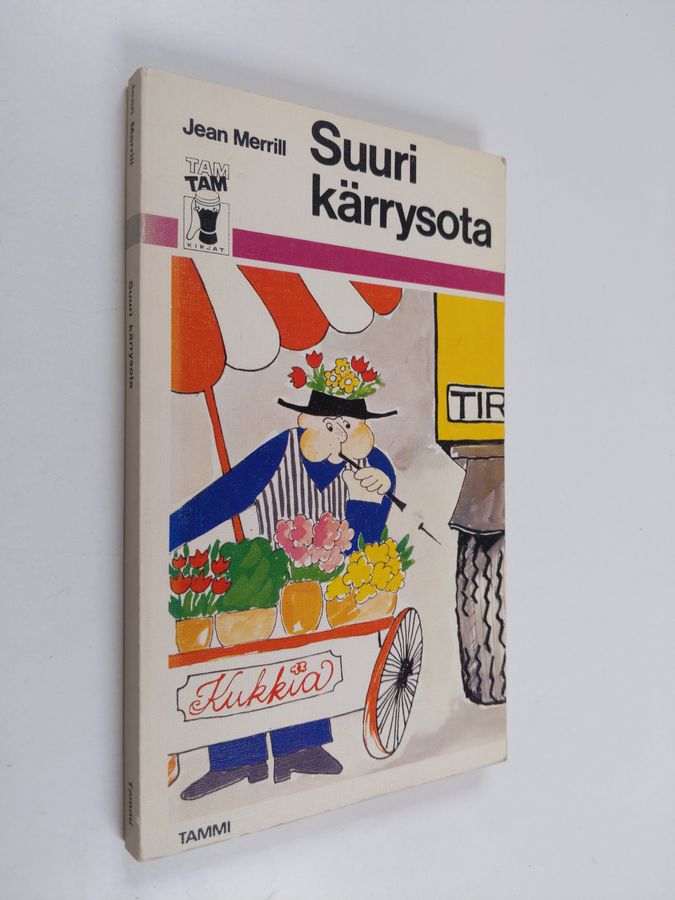 Jean Merrill
Suuri
kärrysota
TAM
TAM
KIRJAT
TIR
Kukkia
TAMMI
Jean Merrill
Suuri kärrysota
Tammi